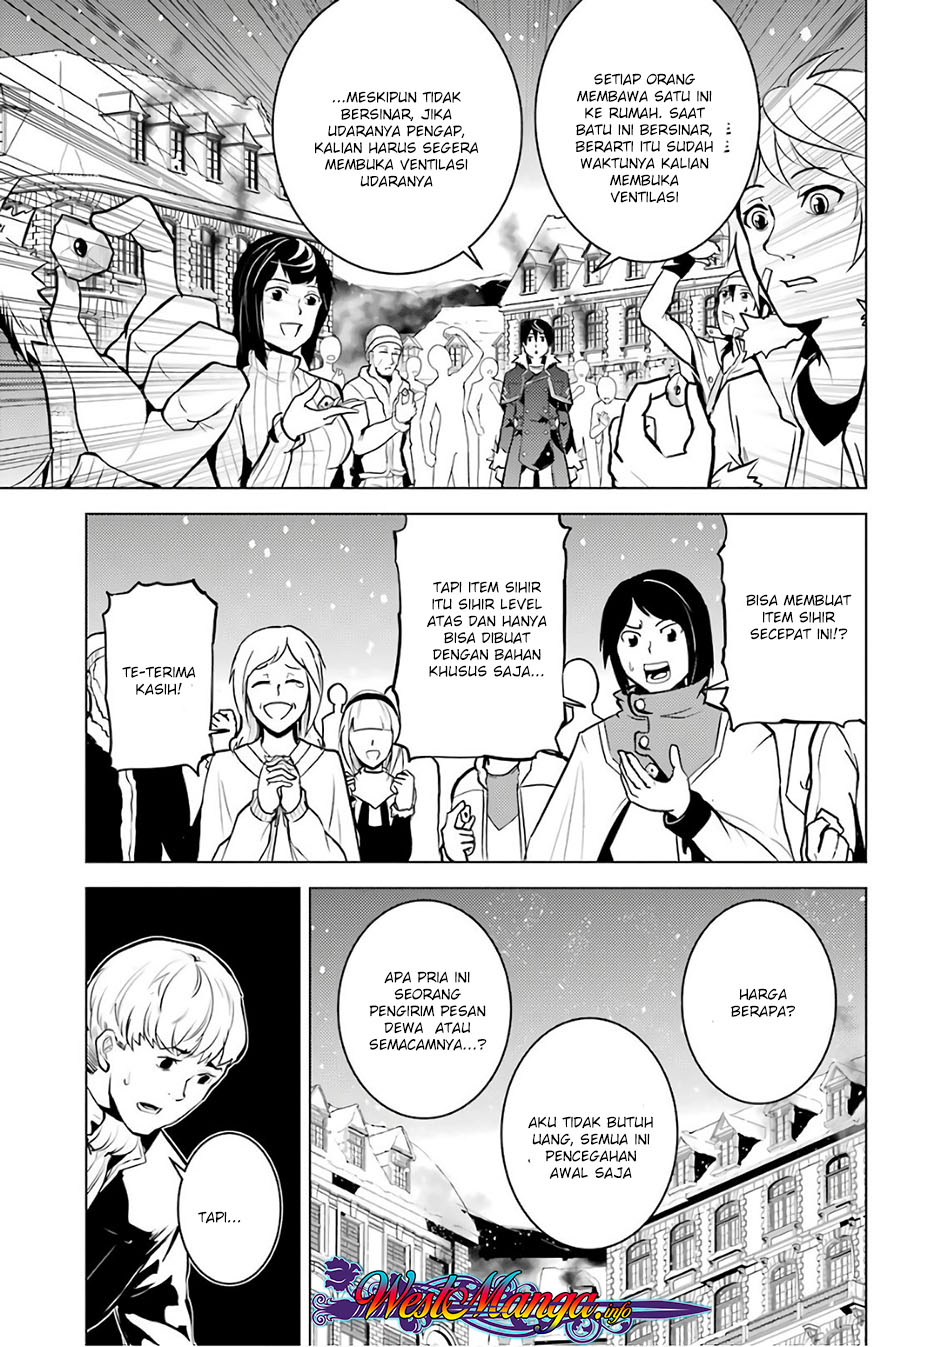 SETIAP ORANG
MEMBAWA SATU INI
KE RUMAH. SAAT
BATU INI BERSINAR,
BERARTI ITU SUDAH
WAKTUNYA KALIAN
MEMBUKA
VENTILASI
...MESKIPUN TIDAK
BERSINAR, JIKA
UDARANYA PENGAP,
KALIAN HARUS SEGERA
MEMBUKA VENTILASI
UDARANYA
BISA MEMBUAT
ITEM SIHIR
SECEPAT INI!?
TAPI ITEM SIHIR
ITU SIHIR LEVEL
ATAS DAN HANYA
BISA DIBUAT
DENGAN BAHAN
KHUSUS SAJA...
TE-TERIMA
KASIH!
HARGA
BERAPA?
AKU TIDAK BUTUH
UANG, SEMUA INI
PENCEGAHAN
AWAL SAJA
APA PRIA INI
SEORANG
PENGIRIM PESAN
DEWA ATAU
SEMACAMNYA...?
TAPI...
WestManga.info